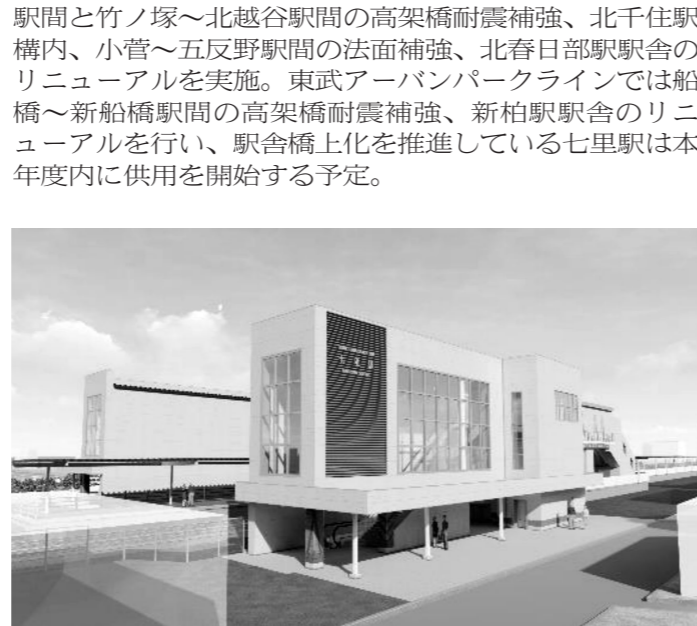 駅間と竹ノ塚～北越谷駅間の高架橋耐震補強、北千住駅
構内、小菅～五反野駅間の法面補強、北春日部駅駅舎の
リニューアルを実施。東武アーバンパークラインでは船
橋～新船橋駅間の高架橋耐震補強、新柏駅駅舎のリニ
ューアルを行い、駅舎橋上化を推進している七里駅は本
年度内に供用を開始する予定。